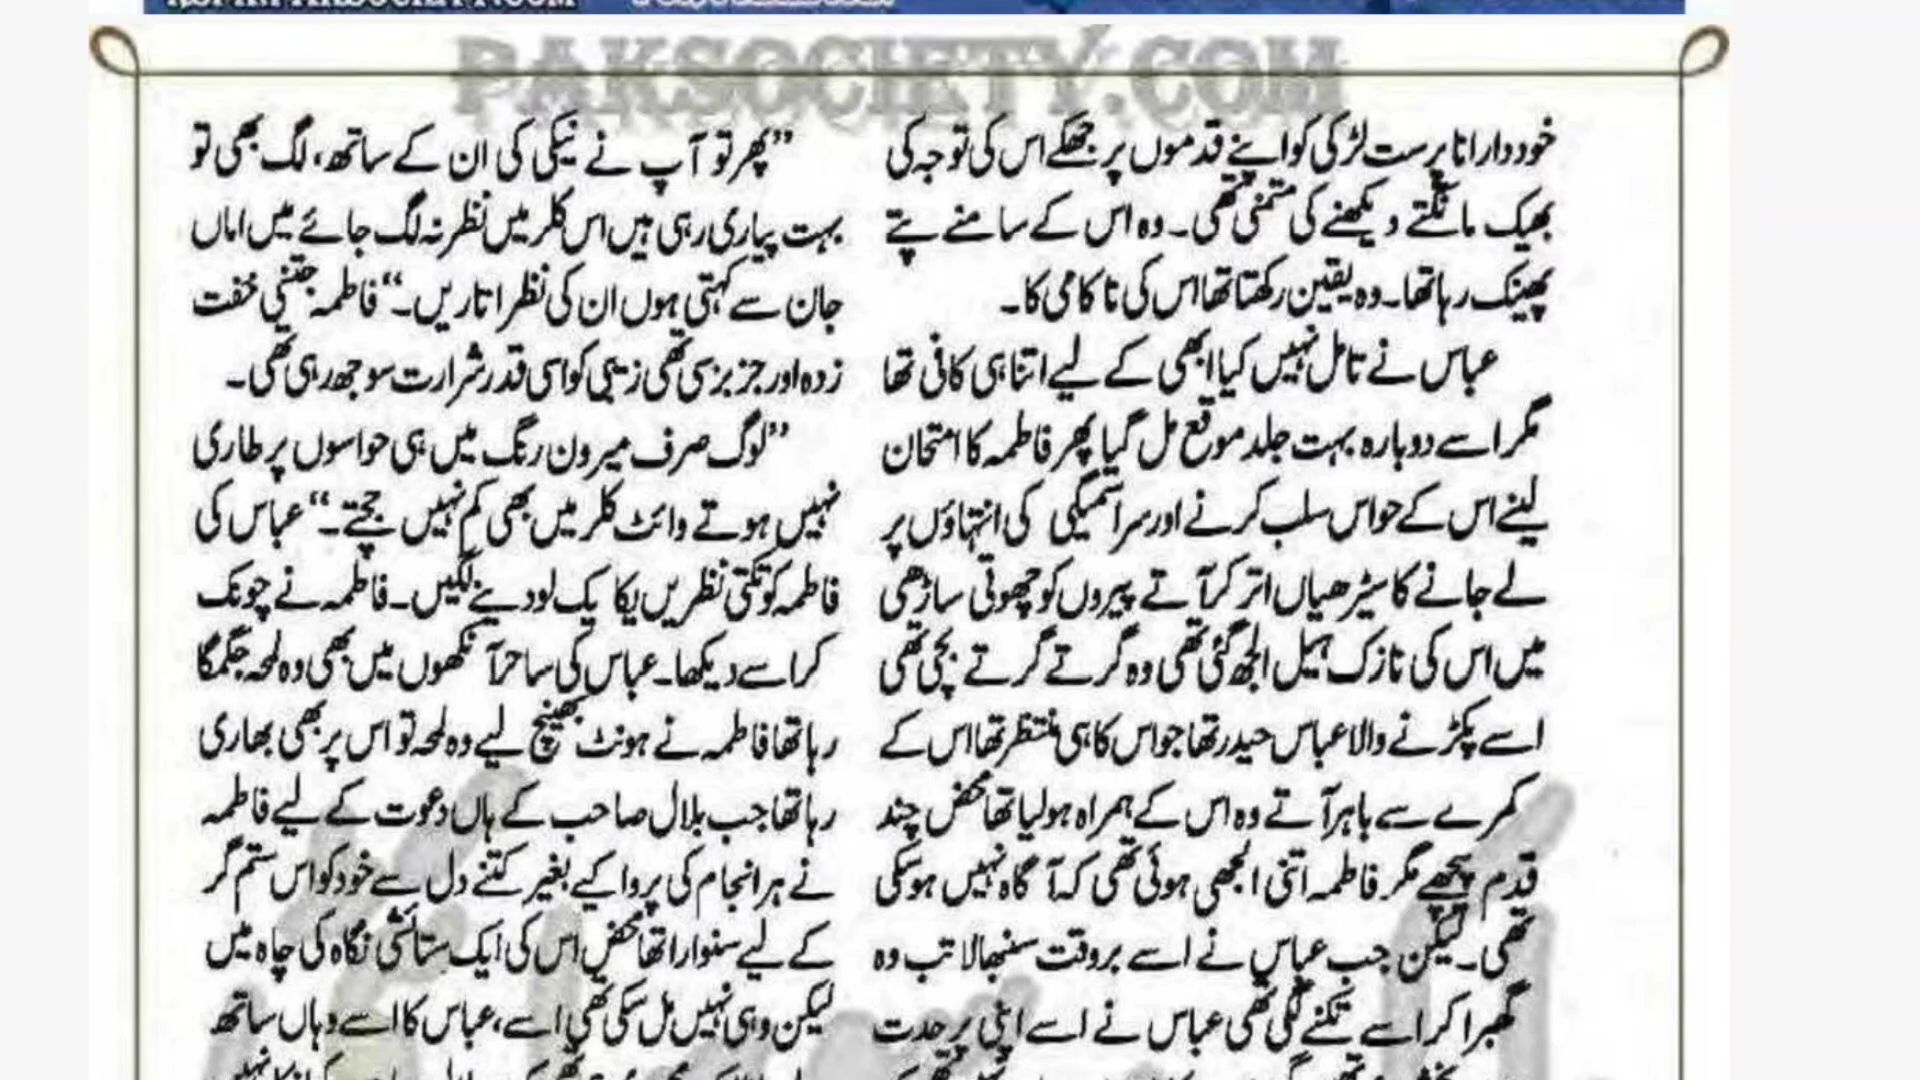 PAKSOCIETY.COM
خوددار انا پرست لڑکی کو اپنے قدموں پر جھکے اس کی توجہ کی
بھیک مانگتے دیکھنے کی متمنی تھی۔ وہ اس کے سامنے پتے
پھینک رہا تھا۔ وہ یقین رکھتا تھا اس کی ناکامی کا۔
عباس نے تامل نہیں کیا ابھی کے لیے اتنا ہی کافی تھا
مگر اسے دوبارہ بہت جلد موقع مل گیا پھر فاطمہ کا امتحان
لینے اس کے حواس سلب کرنے اور سراسمیگی کی انتہاؤں پر
لے جانے کا سیڑھیاں اتر کر آتے پیروں کو چھوتی ساڑھی
میں اس کی نازک ہیل الجھ گئی تھی وہ گرتے گرتے بچی تھی
اسے پکڑنے والا عباس حیدر تھا جو اس کا ہی منتظر تھا اس کے
کمرے سے باہر آتے وہ اس کے ہمراہ ہولیا تھا محض چند
قدم پیچھے مگر فاطمہ اتنی الجھی ہوئی تھی کہ آگاہ نہیں ہوسکی
تھی۔ لیکن جب عباس نے اسے بروقت سنبھالا تب وہ
گھبرا کر اسے تکنے لگی تھی عباس نے اسے اپنی پرحدت
”پھر تو آپ نے نیکی کی ان کے ساتھ، لگ بھی تو
بہت پیاری رہی ہیں اس کلر میں نظر نہ لگ جائے میں اماں
جان سے کہتی ہوں ان کی نظر اتاریں۔“ فاطمہ جتنی خفت
زدہ اور جزبز سی تھی زیبی کو اسی قدر شرارت سوجھ رہی تھی۔
”لوگ صرف میرون رنگ میں ہی حواسوں پر طاری
نہیں ہوتے وائٹ کلر میں بھی کم نہیں جچتے۔“ عباس کی
فاطمہ کو تکتی نظریں یکایک لو دینے لگیں۔ فاطمہ نے چونک
کر اسے دیکھا۔ عباس کی ساحر آنکھوں میں بھی وہ لمحہ جگمگا
رہا تھا فاطمہ نے ہونٹ بھینچ لیے وہ لمحہ تو اس پر بھی بھاری
رہا تھا جب بلال صاحب کے ہاں دعوت کے لیے فاطمہ
نے ہر انجام کی پروا کیے بغیر کتنے دل سے خود کو اس ستم گر
کے لیے سنوارا تھا محض اس کی ایک ستائشی نگاہ کی چاہ میں
لیکن وہی نہیں مل سکی تھی اسے، عباس کا اسے وہاں ساتھ